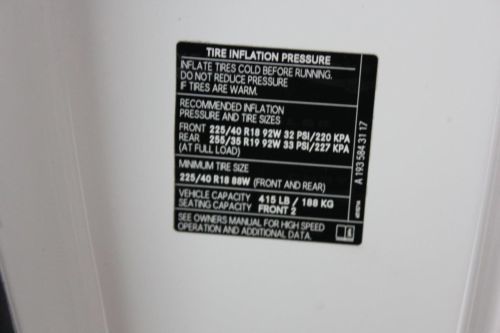 TIRE INFLATION PRESSURE
INFLATE TIRES COLD BEFORE RUNNING.
DO NOT REDUCE PRESSURE
IF TIRES ARE WARM.
RECOMMENDED INFLATION
PRESSURE AND TIRE SIZES
FRONT 225/40 R18 92W 32 PSI/220 KPA
REAR 255/35 R19 92W 33 PSI/227 KPA
(AT FULL LOAD)
MINIMUM TIRE SIZE
225/40 R18 88W (FRONT AND REAR)
VEHICLE CAPACITY 415 LB / 188 KG
SEATING CAPACITY FRONT 2
SEE OWNERS MANUAL FOR HIGH SPEED
OPERATION AND ADDITIONAL DATA.
A 193 584 31 17